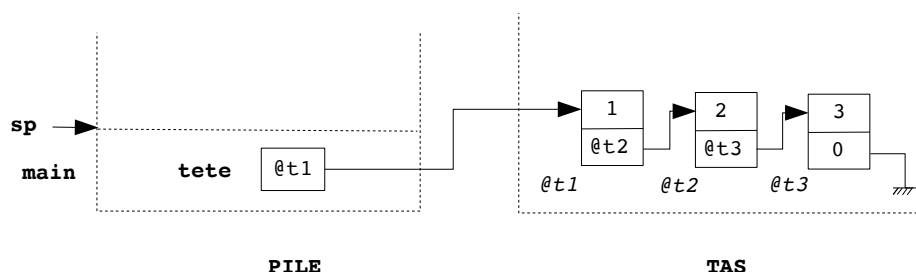 1 2 3
sp
@t2 @t3 0
main tete @t1
@t1 @t2 @t3
PILE TAS